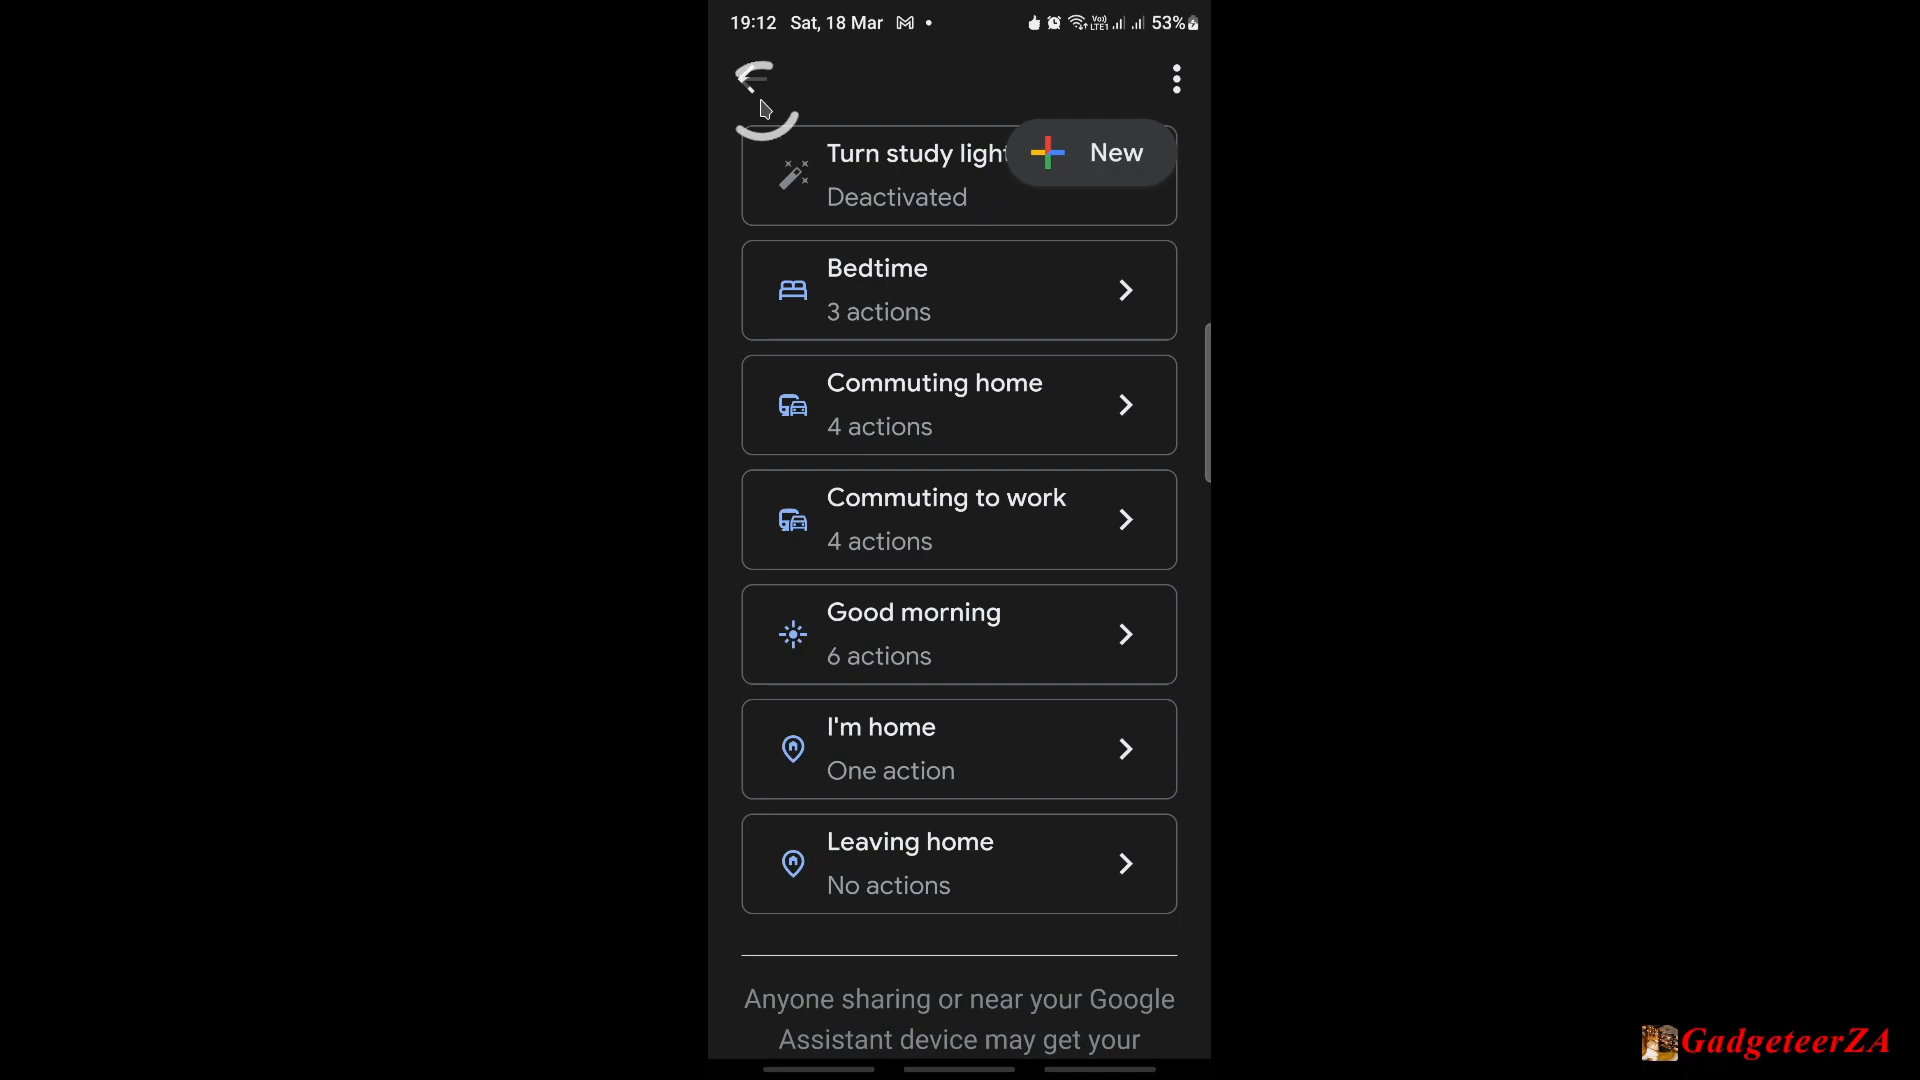 19:12 Sat, 18 Mar 53%
Turn study light
New
Deactivated
Bedtime
3 actions
Commuting home
4 actions
Commuting to work
4 actions
Good morning
6 actions
I'm home
One action
Leaving home
No actions
Anyone sharing or near your Google
Assistant device may get your
GadgeteerZA